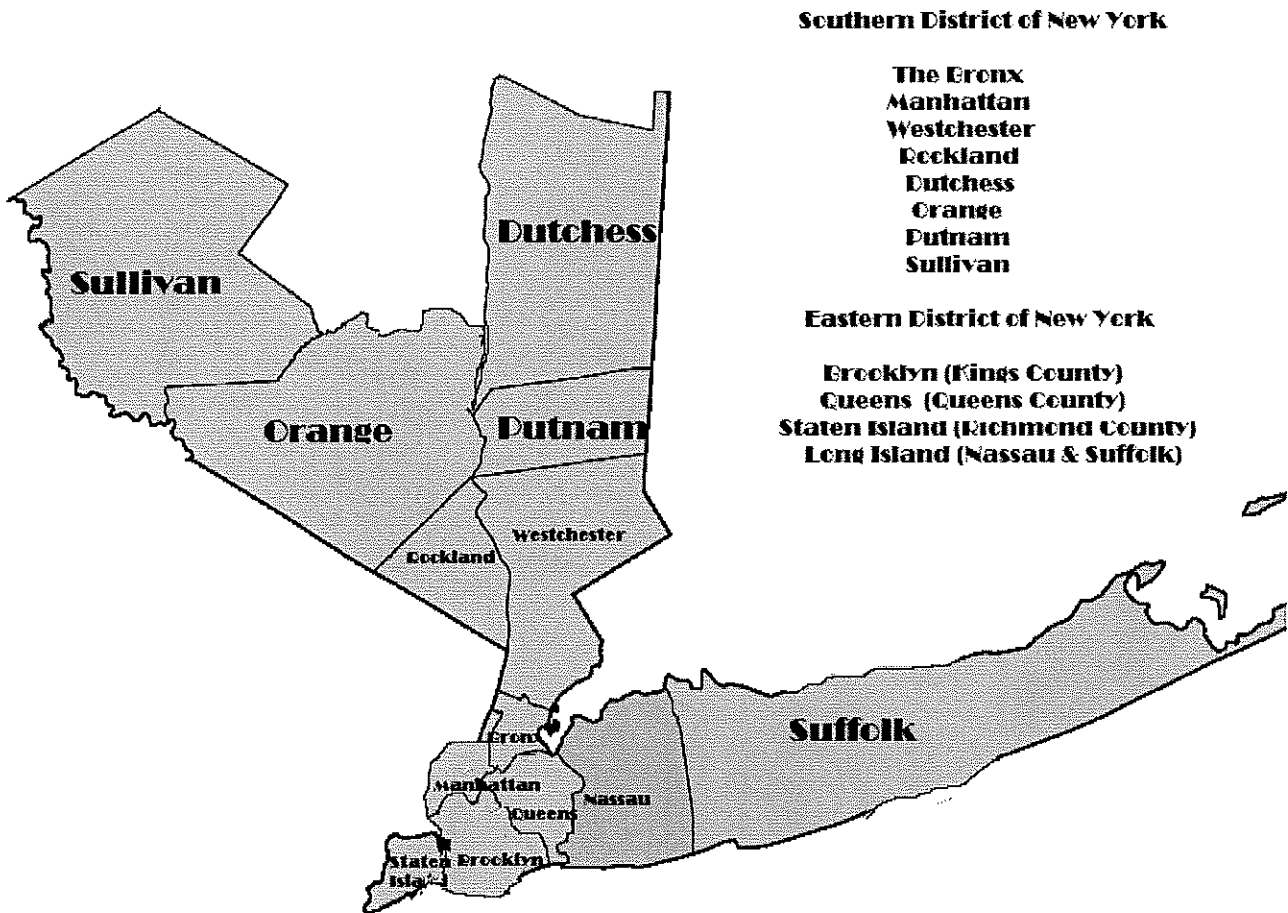 Southern District of New York
The Bronx
Manhattan
Westchester
Rockland
Dutchess
Orange
Putnam
Sullivan
Eastern District of New York
Brooklyn (Kings County)
Queens (Queens County)
Staten Island (Richmond County)
Long Island (Nassau & Suffolk)
Dutchess
Sullivan
Orange
Putnam
Westchester
Rockland
Suffolk
Bronx
Manhattan
Nassau
Queens
Staten
Island
Brooklyn